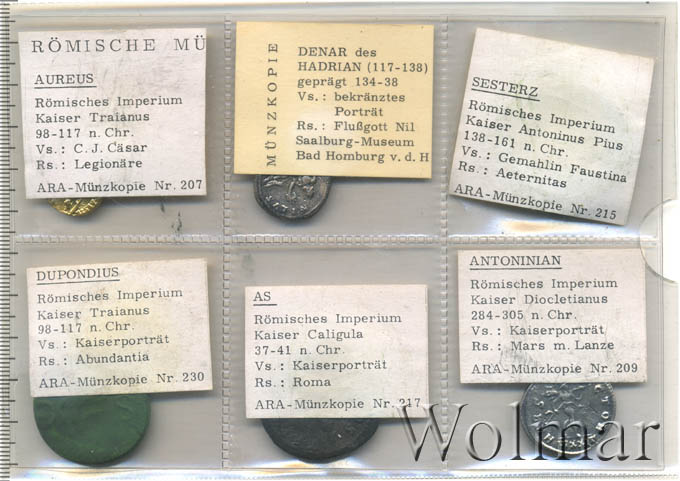 RÖMISCHE MÜ
AUREUS
Römisches Imperium
Kaiser Traianus
98-117 n. Chr.
Vs.: C. J. Cäsar
Rs.: Legionäre
ARA-Münzkopie Nr. 207
MÜNZKOPIE
DENAR des
HADRIAN (117-138)
geprägt 134-38
Vs.: bekränztes
Porträt
Rs.: Flußgott Nil
Saalburg-Museum
Bad Homburg v. d. H
SESTERZ
Römisches Imperium
Kaiser Antoninus Pius
138-161 n. Chr.
Vs.: Gemahlin Faustina
Rs.: Aeternitas
ARA-Münzkopie Nr. 215
DUPONDIUS
Römisches Imperium
Kaiser Traianus
98-117 n. Chr.
Vs.: Kaiserporträt
Rs.: Abundantia
ARA-Münzkopie Nr. 230
AS
Römisches Imperium
Kaiser Caligula
37-41 n. Chr.
Vs.: Kaiserporträt
Rs.: Roma
ARA-Münzkopie Nr. 217
ANTONINIAN
Römisches Imperium
Kaiser Diocletianus
284-305 n. Chr.
Vs.: Kaiserporträt
Rs.: Mars m. Lanze
ARA-Münzkopie Nr. 209
Wolmar